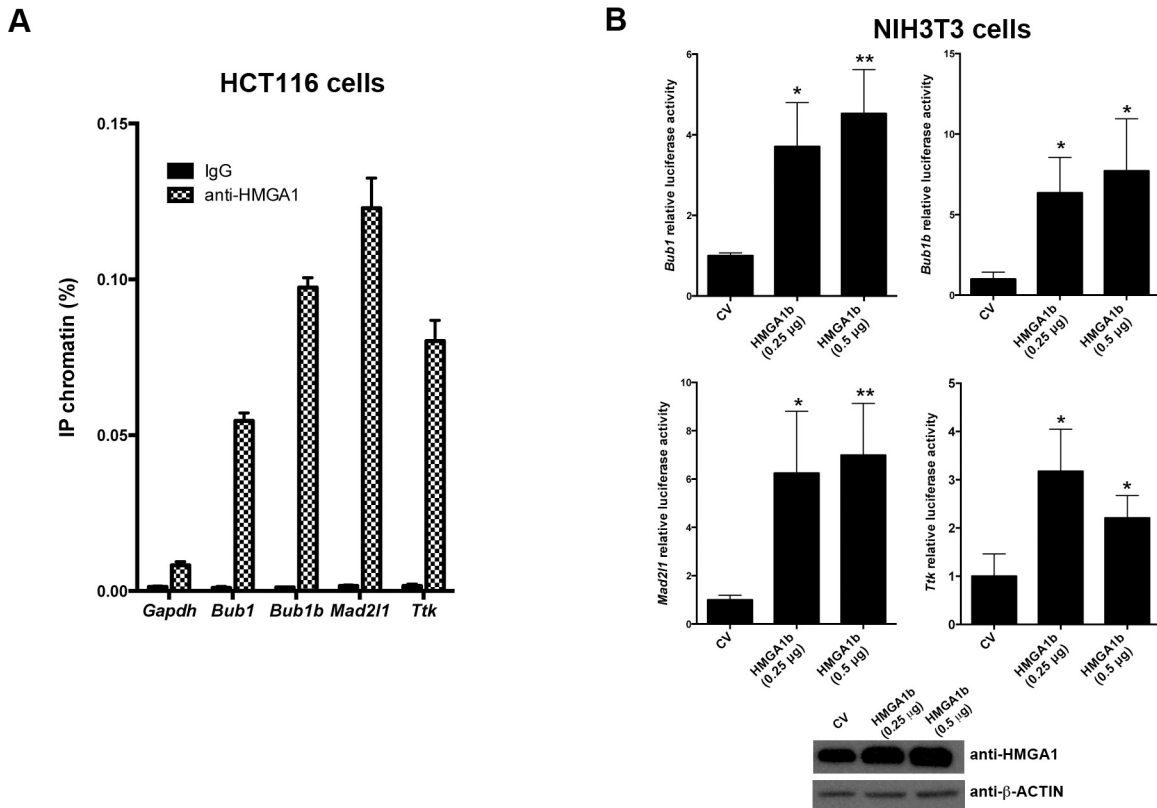 A
HCT116 cells
IgG
anti-HMGA1
IP chromatin (%)
0.15
0.10
0.05
0.00
Gapdh Bub1 Bub1b Mad2l1 Ttk
B
NIH3T3 cells
Bub1 relative luciferase activity
6
4
2
0
*
**
CV
HMGA1b
(0.25 µg)
HMGA1b
(0.5 µg)
Bub1b relative luciferase activity
15
10
5
0
*
*
CV
HMGA1b
(0.25 µg)
HMGA1b
(0.5 µg)
Mad2l1 relative luciferase activity
10
8
6
4
2
0
*
**
CV
HMGA1b
(0.25 µg)
HMGA1b
(0.5 µg)
Ttk relative luciferase activity
5
4
3
2
1
0
*
*
CV
HMGA1b
(0.25 µg)
HMGA1b
(0.5 µg)
CV
HMGA1b
(0.25 µg)
HMGA1b
(0.5 µg)
anti-HMGA1
anti-β-ACTIN